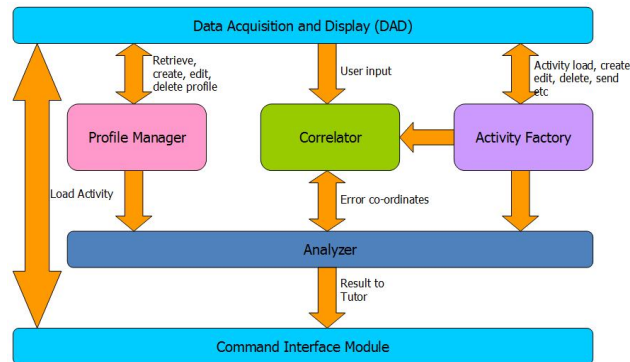 Data Acquisition and Display (DAD)
Retrieve,
create, edit,
delete profile
User input
Activity load, create
edit, delete, send
etc
Profile Manager
Correlator
Activity Factory
Load Activity
Error co-ordinates
Analyzer
Result to
Tutor
Command Interface Module